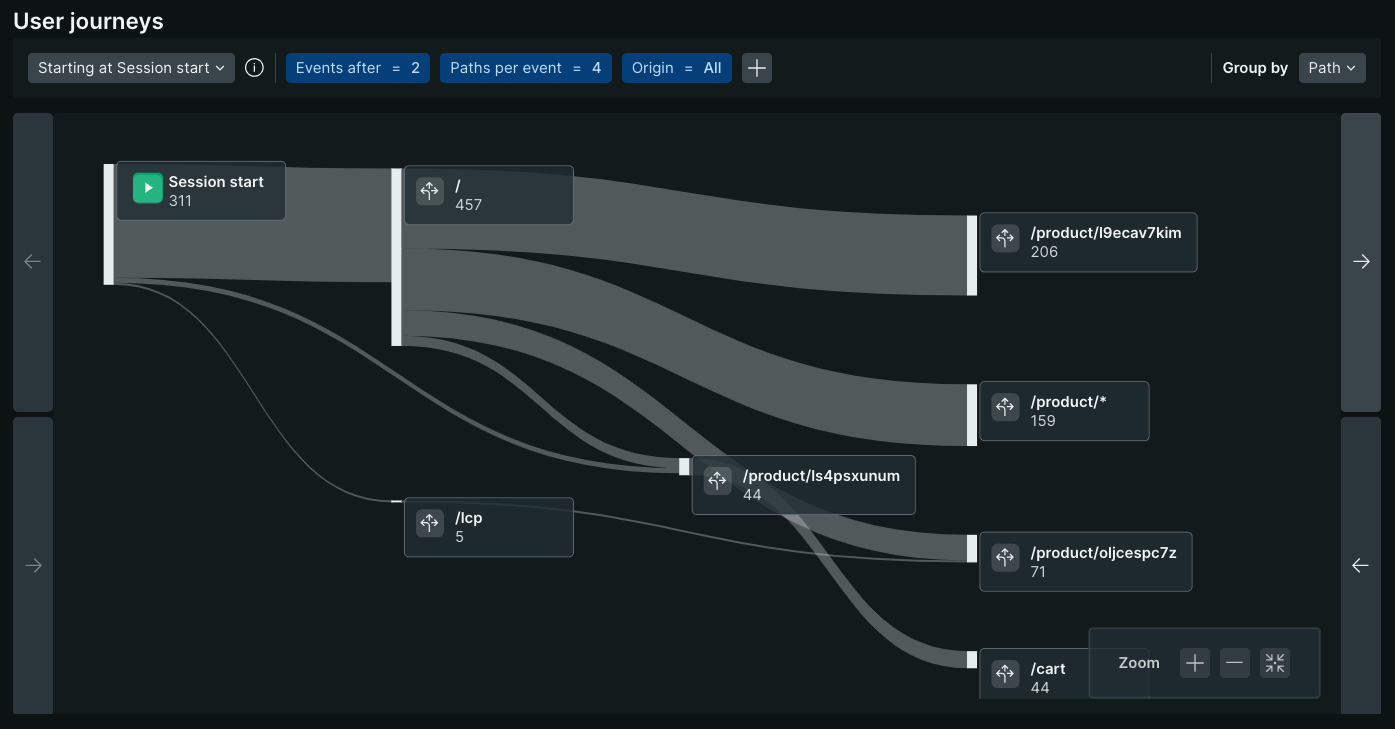 User journeys
Starting at Session start
Events after = 2
Paths per event = 4
Origin = All
Group by
Path
Session start
311
/
457
/product/l9ecav7kim
206
/product/*
159
/product/ls4psxunum
44
/lcp
5
/product/oljcespc7z
71
/cart
44
Zoom